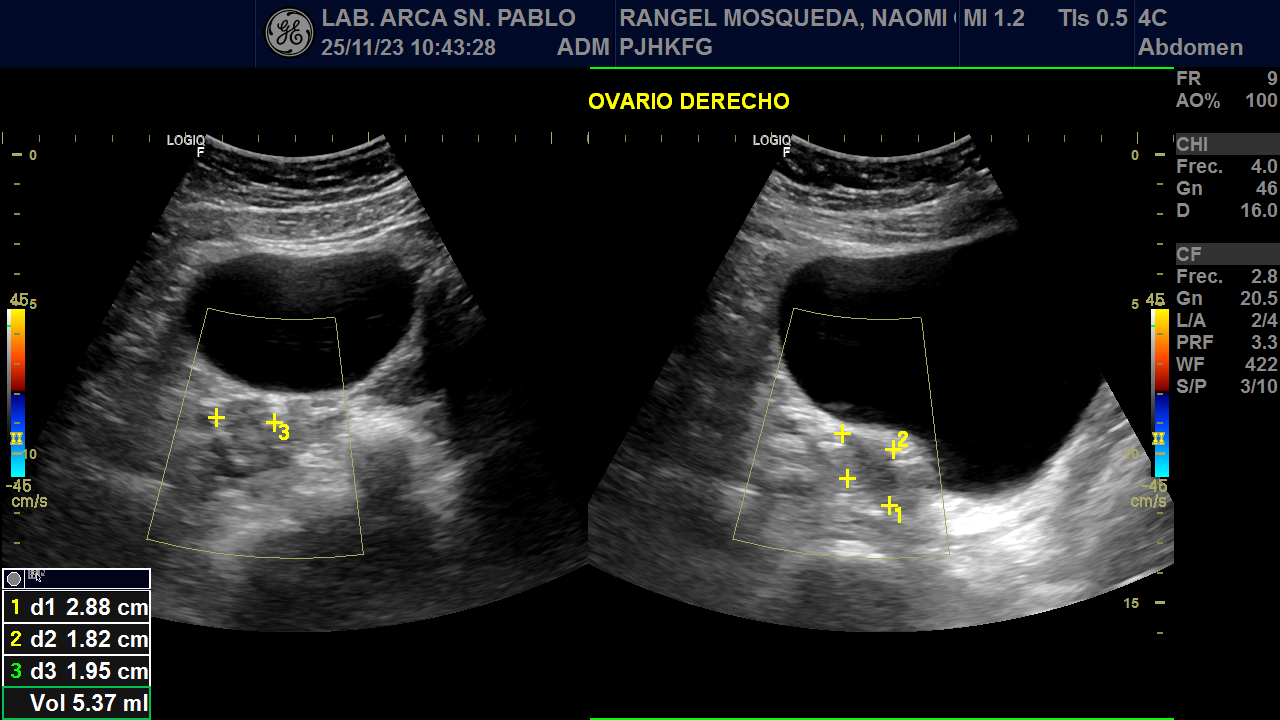 LAB. ARCA SN. PABLO
25/11/23 10:43:28 ADM
RANGEL MOSQUEDA, NAOMI
PJHKFG
MI 1.2 TIs 0.5
4C
Abdomen
OVARIO DERECHO
FR 9
AO% 100
CHI
Frec. 4.0
Gn 46
D 16.0
CF
Frec. 2.8
Gn 20.5
L/A 2/4
PRF 3.3
WF 422
S/P 3/10
LOGIQ
F
0
5
10
45
-45
cm/s
3
LOGIQ
F
0
5
10
15
45
-45
cm/s
2
1
1 d1 2.88 cm
2 d2 1.82 cm
3 d3 1.95 cm
Vol 5.37 ml